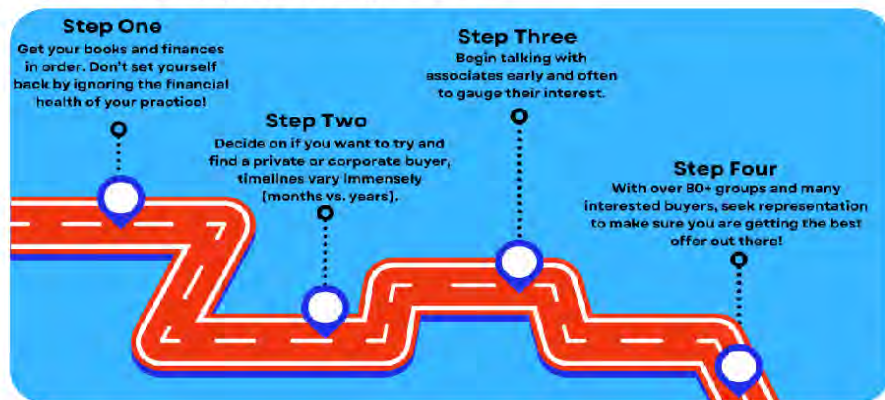 Step One
Get your books and finances
in order. Don't set yourself
back by ignoring the financial
health of your practice!
Step Two
Decide on if you want to try and
find a private or corporate buyer,
timelines vary immensely
(months vs. years).
Step Three
Begin talking with
associates early and often
to gauge their interest.
Step Four
With over 80+ groups and many
interested buyers, seek representation
to make sure you are getting the best
offer out there!